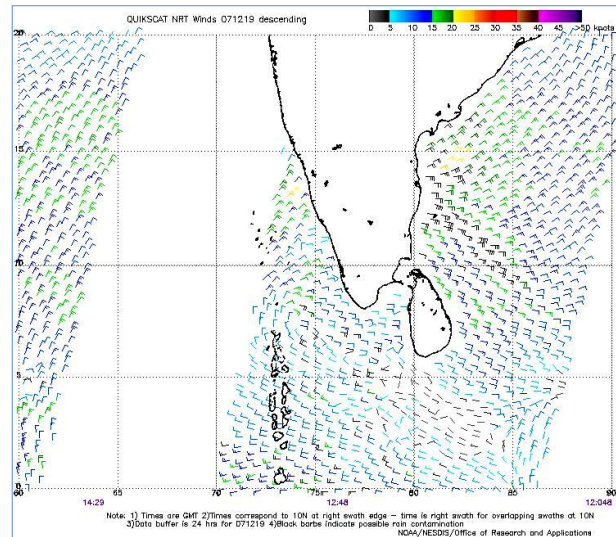 QUIKSCAT NRT Winds 071219 descending
0 5 10 15 20 25 30 35 40 45 >50 knots
20
15
10
5
0
60 65 70 75 80 85 90
14:29 12:48 12:048
Note: 1) Times are GMT 2)Times correspond to 10N at right swath edge – time is right swath for overlapping swaths at 10N
3)Data buffer is 24 hrs for 071219 4)Black barbs indicate possible rain contamination
NOAA/NESDIS/Office of Research and Applications